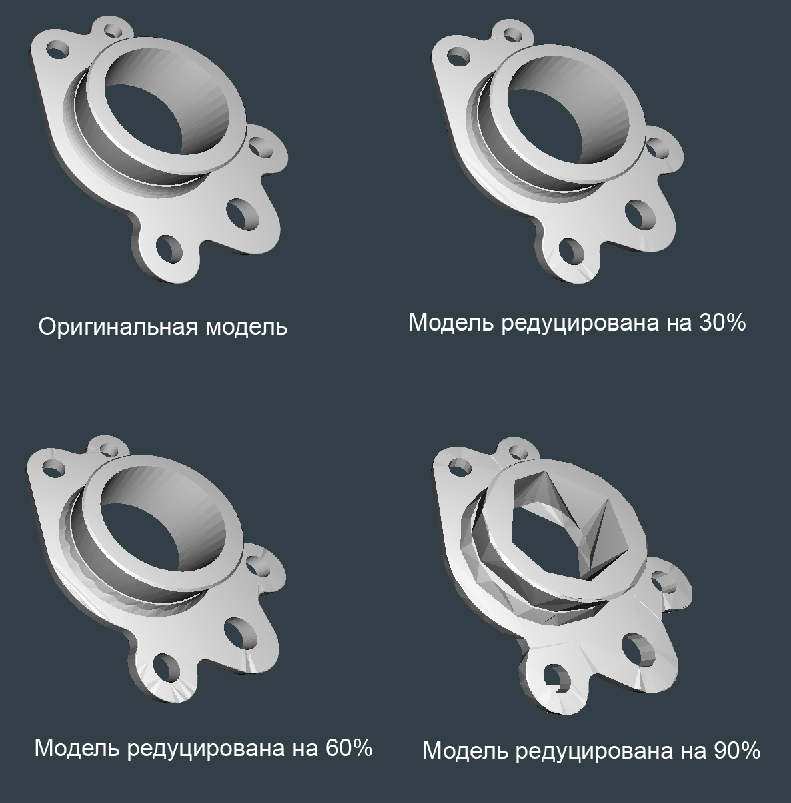 Оригинальная модель
Модель редуцирована на 30%
Модель редуцирована на 60%
Модель редуцирована на 90%